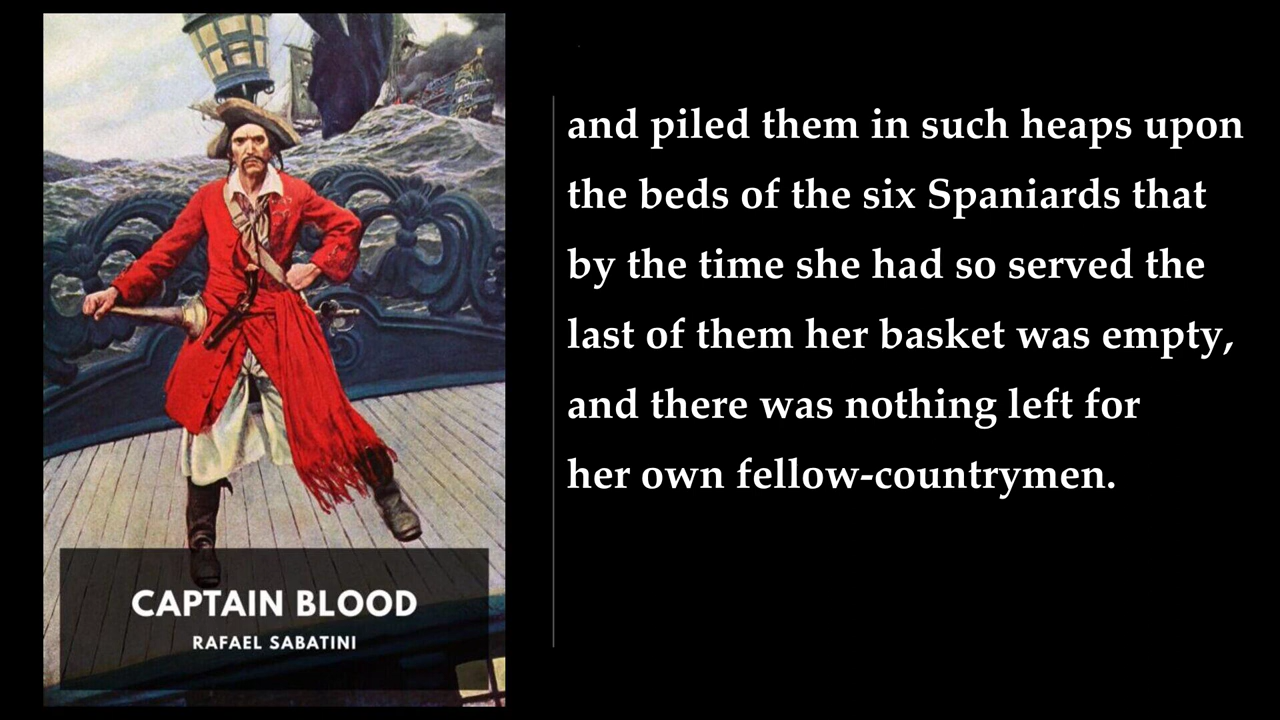 CAPTAIN BLOOD
RAFAEL SABATINI
and piled them in such heaps upon
the beds of the six Spaniards that
by the time she had so served the
last of them her basket was empty,
and there was nothing left for
her own fellow-countrymen.